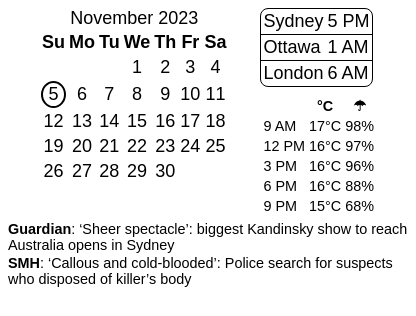 November 2023
Su Mo Tu We Th Fr Sa
1 2 3 4
5 6 7 8 9 10 11
12 13 14 15 16 17 18
19 20 21 22 23 24 25
26 27 28 29 30
Sydney 5 PM
Ottawa 1 AM
London 6 AM
°C ☂
9 AM 17°C 98%
12 PM 16°C 97%
3 PM 16°C 96%
6 PM 16°C 88%
9 PM 15°C 68%
Guardian: ‘Sheer spectacle’: biggest Kandinsky show to reach
Australia opens in Sydney
SMH: ‘Callous and cold-blooded’: Police search for suspects
who disposed of killer’s body